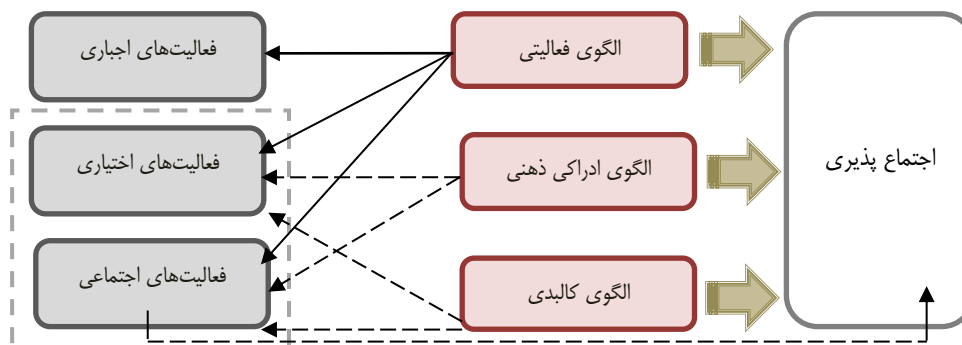 الگوی فعالیتی
فعالیت‌های اجباری
اجتماع پذیری
الگوی ادراکی ذهنی
فعالیت‌های اختیاری
الگوی کالبدی
فعالیت‌های اجتماعی